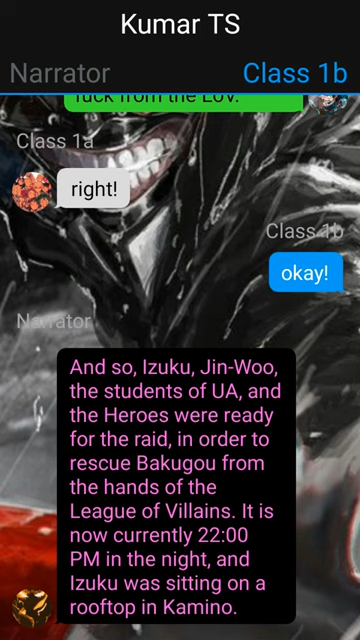 Kumar TS
Narrator
Class 1b
fuck from the LoV.
Class 1a
right!
Class 1b
okay!
Narrator
And so, Izuku, Jin-Woo,
the students of UA, and
the Heroes were ready
for the raid, in order to
rescue Bakugou from
the hands of the
League of Villains. It is
now currently 22:00
PM in the night, and
Izuku was sitting on a
rooftop in Kamino.